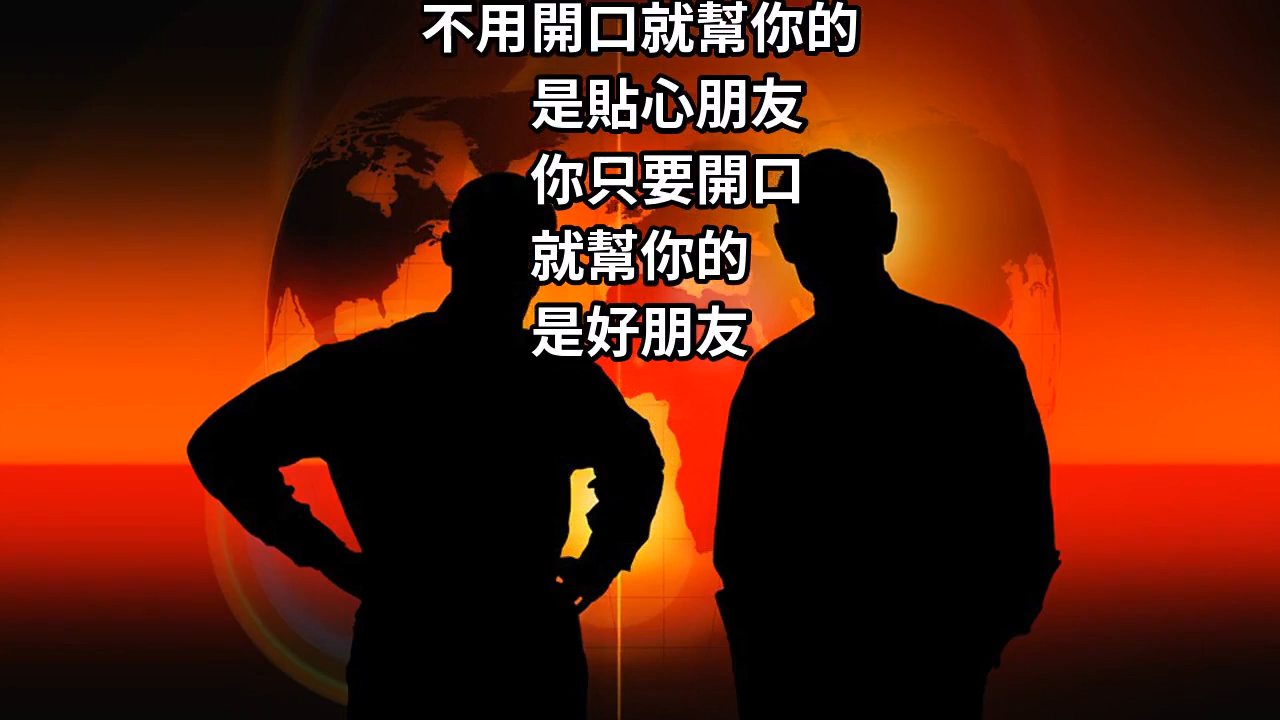 不用開口就幫你的
是貼心朋友
你只要開口
就幫你的
是好朋友